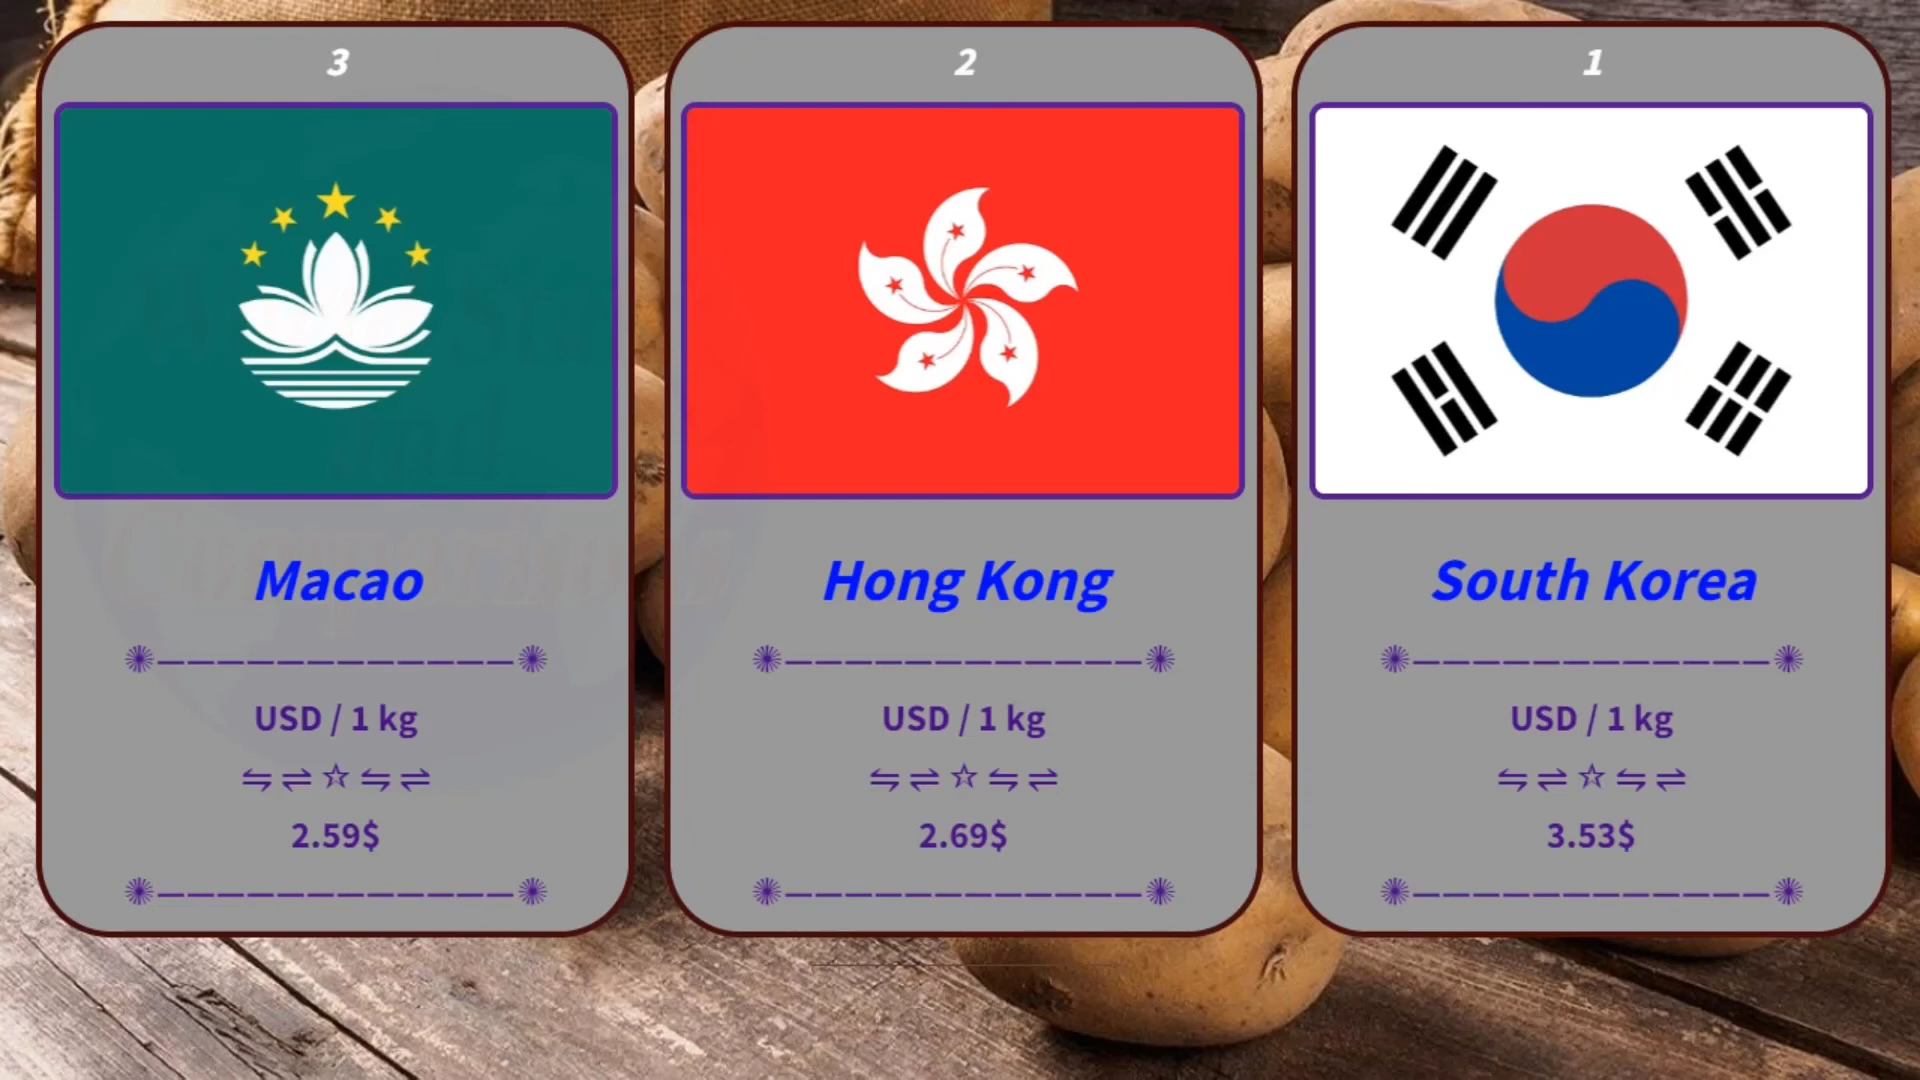 3
Macao
USD / 1 kg
⇋ ⇌ ☆ ⇋ ⇌
2.59$
2
Hong Kong
USD / 1 kg
⇋ ⇌ ☆ ⇋ ⇌
2.69$
1
South Korea
USD / 1 kg
⇋ ⇌ ☆ ⇋ ⇌
3.53$